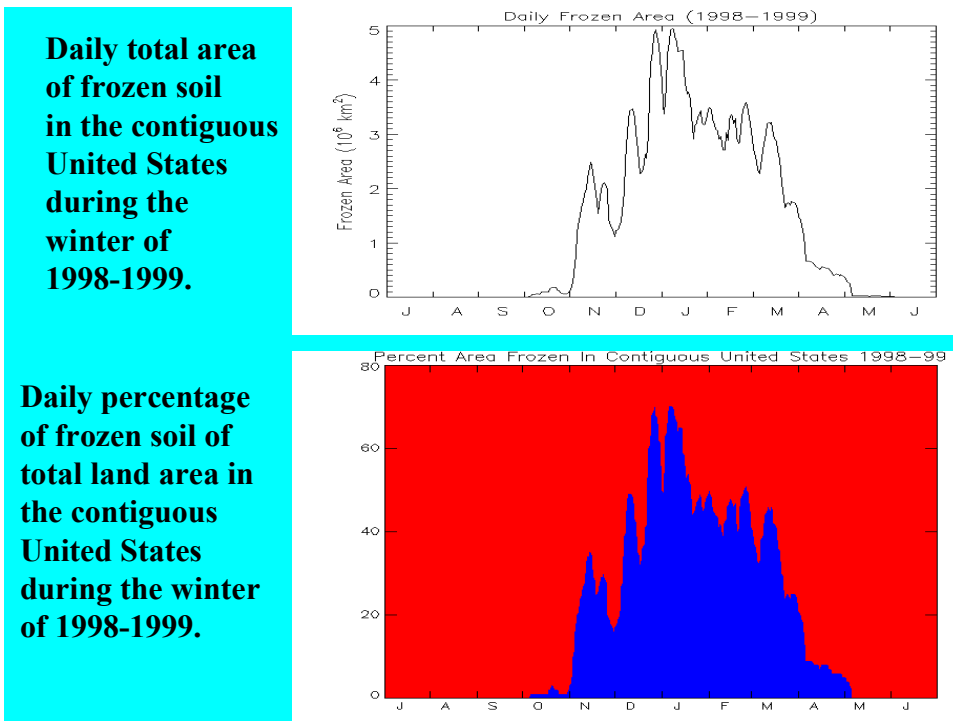 Daily total area
of frozen soil
in the contiguous
United States
during the
winter of
1998-1999.
Daily Frozen Area (1998–1999)
Frozen Area (10⁶ km²)
5
4
3
2
1
0
J A S O N D J F M A M J
Daily percentage
of frozen soil of
total land area in
the contiguous
United States
during the winter
of 1998-1999.
Percent Area Frozen In Contiguous United States 1998–99
80
60
40
20
0
J A S O N D J F M A M J